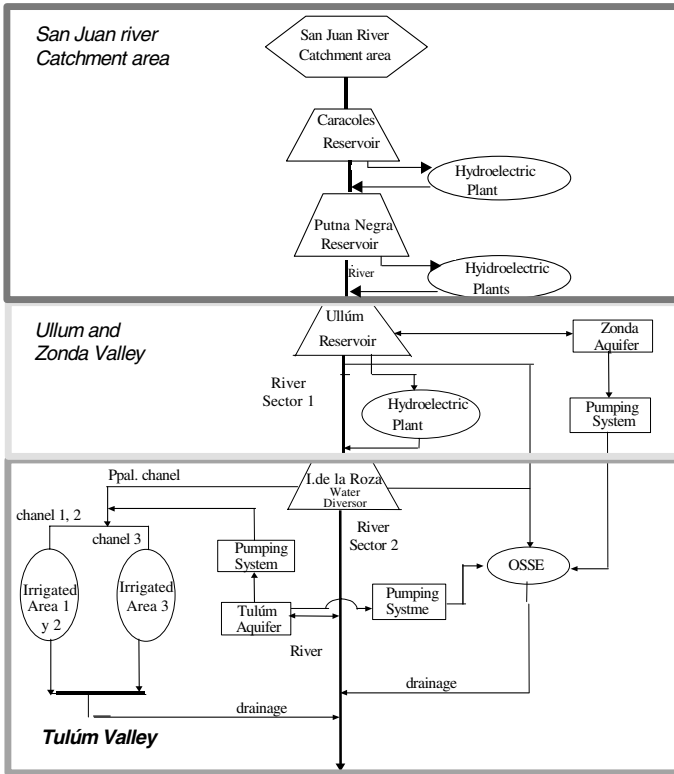 San Juan river
Catchment area
San Juan River
Catchment area
Caracoles
Reservoir
Hydroelectric
Plant
Putna Negra
Reservoir
River
Hyidroelectric
Plants
Ullum and
Zonda Valley
Ullúm
Reservoir
Zonda
Aquifer
River
Sector 1
Hydroelectric
Plant
Pumping
System
Ppal. chanel
I.de la Roza
Water
Diversor
chanel 1, 2
chanel 3
River
Sector 2
Pumping
System
OSSE
Irrigated
Area 1
y 2
Irrigated
Area 3
Tulúm
Aquifer
Pumping
Systme
River
drainage
drainage
Tulúm Valley